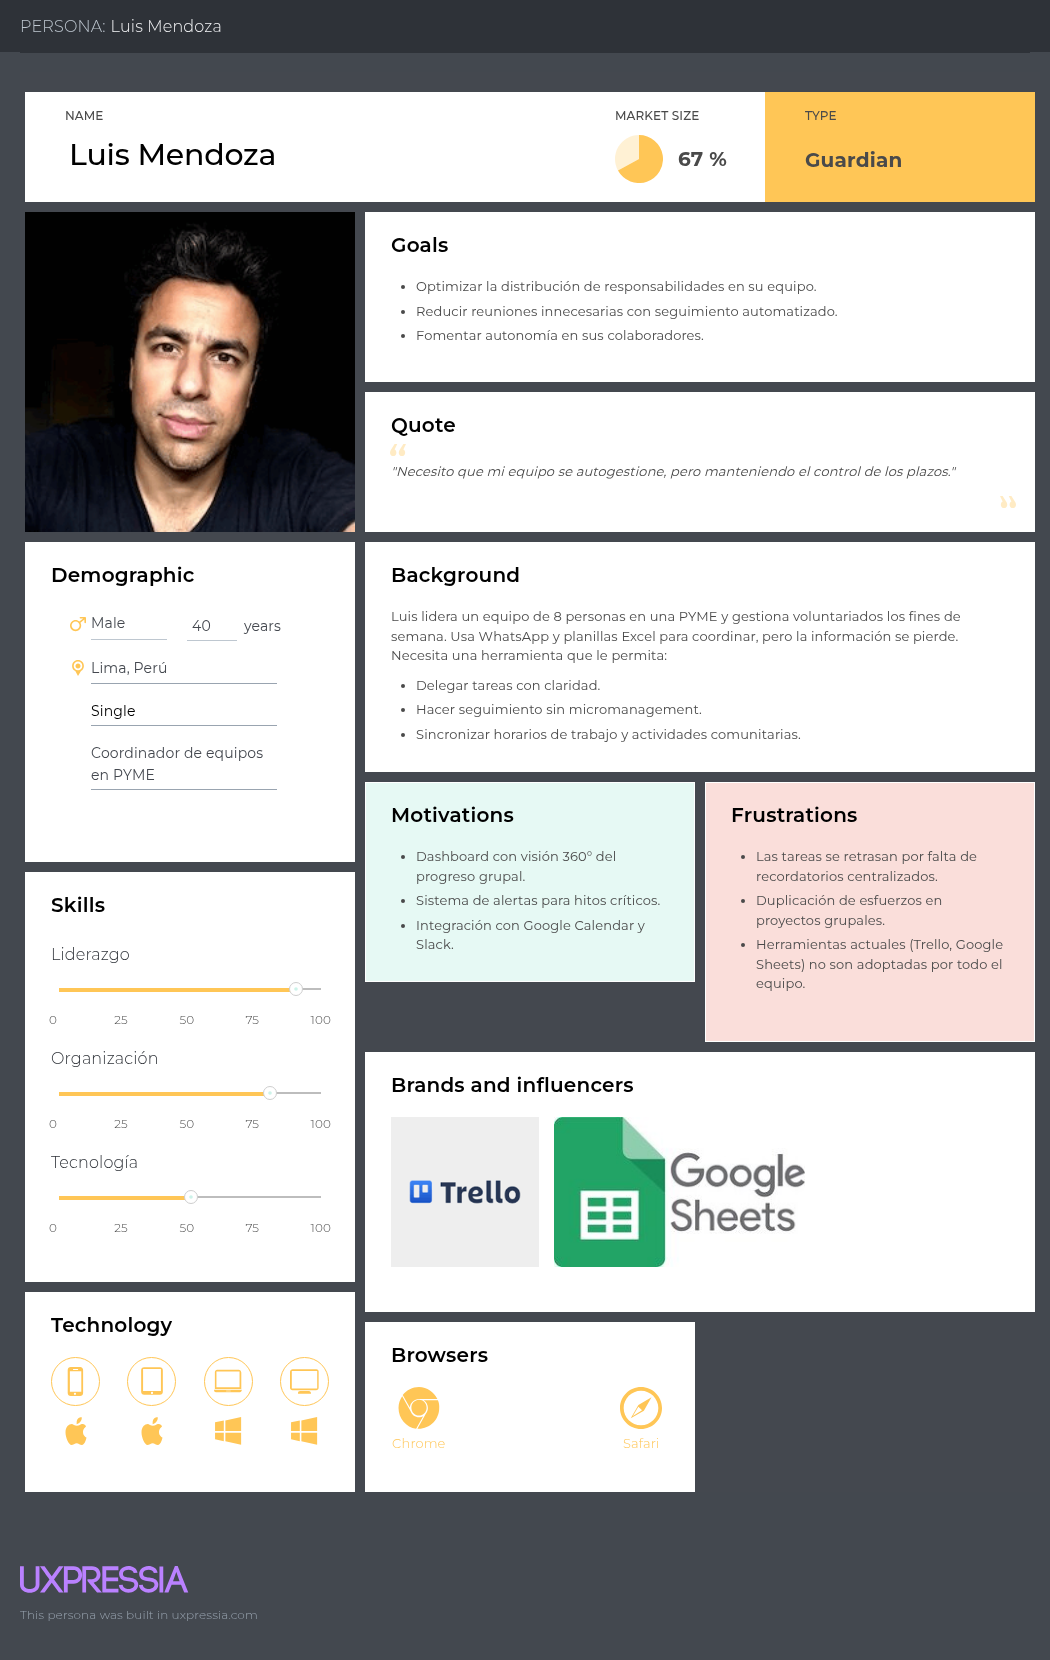 PERSONA: Luis Mendoza
NAME
Luis Mendoza
MARKET SIZE
67 %
TYPE
Guardian
Goals
• Optimizar la distribución de responsabilidades en su equipo.
• Reducir reuniones innecesarias con seguimiento automatizado.
• Fomentar autonomía en sus colaboradores.
Quote
“
"Necesito que mi equipo se autogestione, pero manteniendo el control de los plazos."
”
Demographic
Male
40 years
Lima, Perú
Single
Coordinador de equipos
en PYME
Background
Luis lidera un equipo de 8 personas en una PYME y gestiona voluntariados los fines de
semana. Usa WhatsApp y planillas Excel para coordinar, pero la información se pierde.
Necesita una herramienta que le permita:
• Delegar tareas con claridad.
• Hacer seguimiento sin micromanagement.
• Sincronizar horarios de trabajo y actividades comunitarias.
Motivations
• Dashboard con visión 360° del
progreso grupal.
• Sistema de alertas para hitos críticos.
• Integración con Google Calendar y
Slack.
Frustrations
• Las tareas se retrasan por falta de
recordatorios centralizados.
• Duplicación de esfuerzos en
proyectos grupales.
• Herramientas actuales (Trello, Google
Sheets) no son adoptadas por todo el
equipo.
Skills
Liderazgo
0 25 50 75 100
Organización
0 25 50 75 100
Tecnología
0 25 50 75 100
Brands and influencers
Trello
Google
Sheets
Technology
Browsers
Chrome
Safari
UXPRESSIA
This persona was built in uxpressia.com